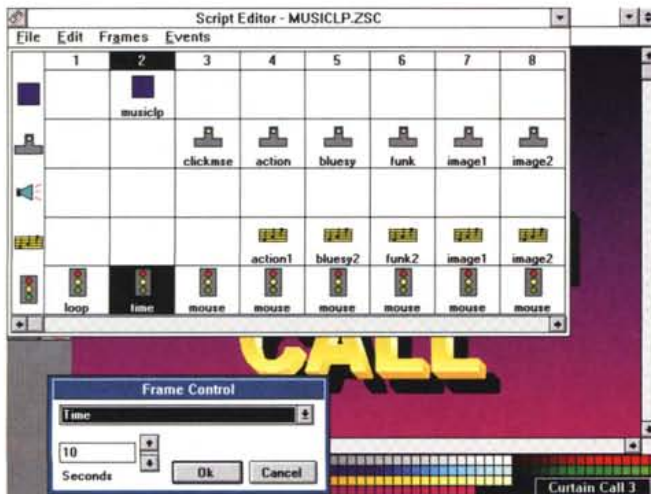 Script Editor - MUSICLP.ZSC
File Edit Frames Events
1 2 3 4 5 6 7 8
musiclp
clickmse action bluesy funk image1 image2
action1 bluesy2 funk2 image1 image2
loop time mouse mouse mouse mouse mouse mouse
CALL
Frame Control
Time
10
Seconds
Ok Cancel
Curtain Call 3